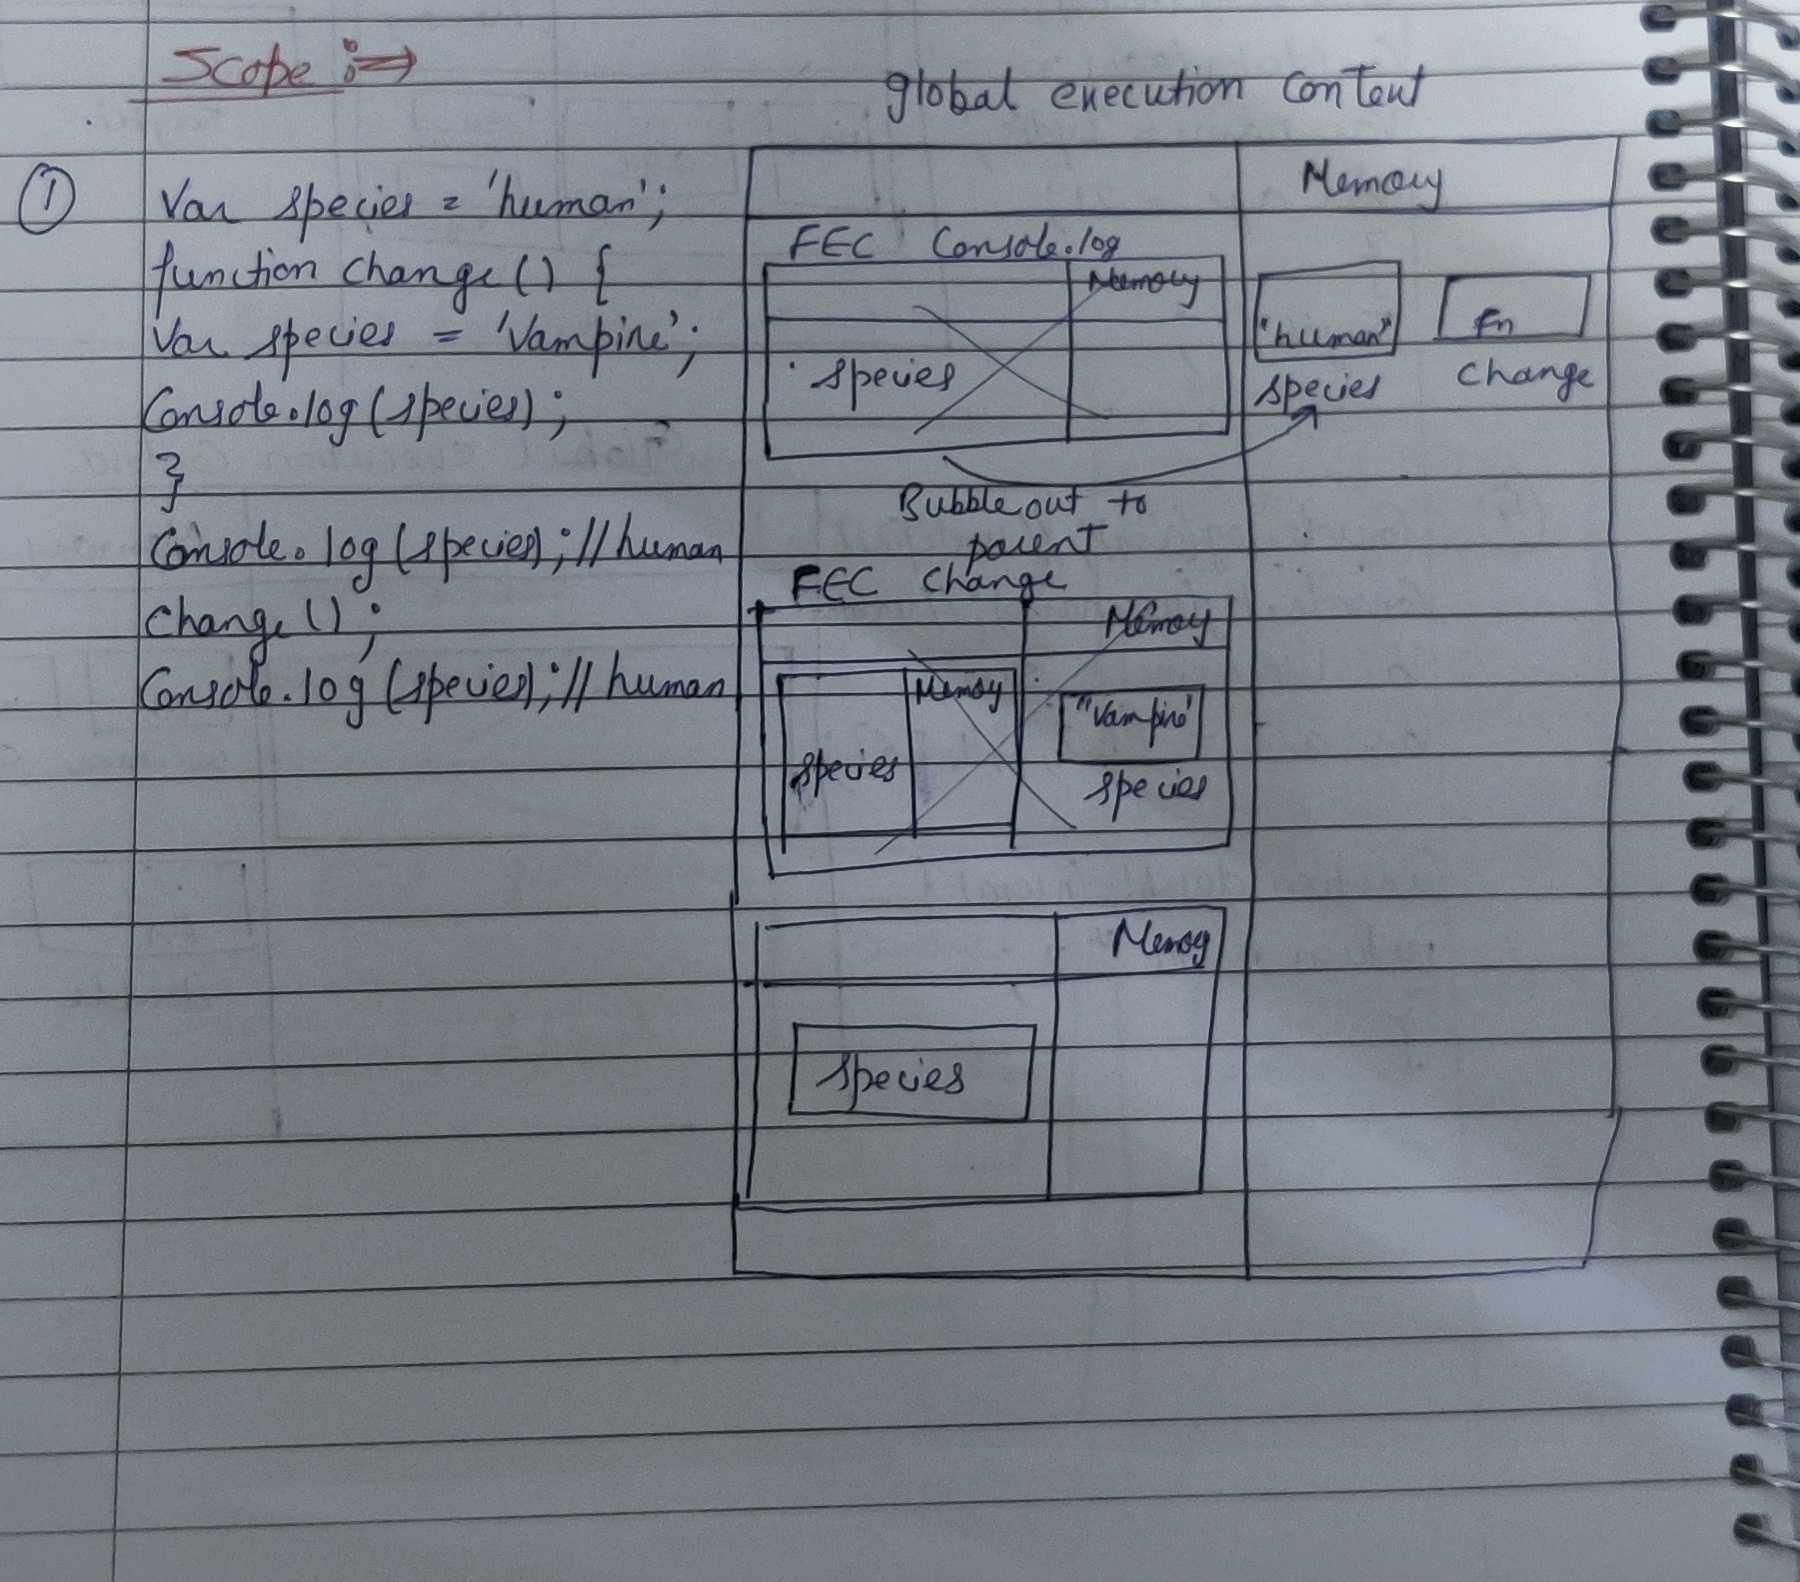 Scope :⇒
global execution Content
① Var species = 'human';
function change () {
Var species = 'Vampire';
Console.log (species) ;
}
Console.log (species) ; // human
Change () ;
Console.log (species) ; // human
Memory
FEC Console.log
Memory
species
"human"
species
fn
Change
Bubble out to
parent
FEC Change
Memory
Memory
species
"Vampire'
species
Memory
species